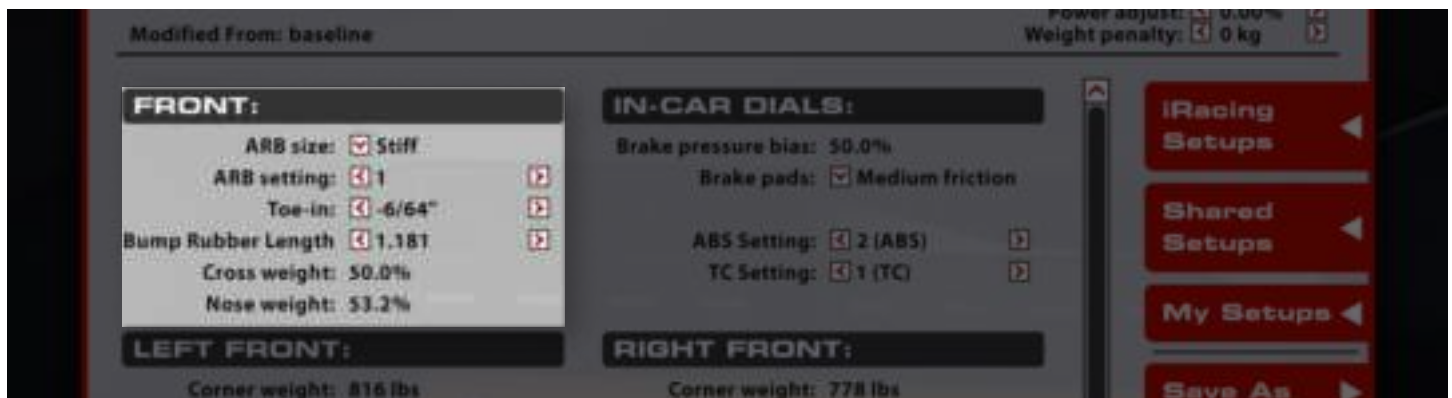 Power adjust: 0.00%
Modified From: baseline
Weight penalty: 0 kg
FRONT:
ARB size: Stiff
ARB setting: 1
Toe-in: -6/64"
Bump Rubber Length 1.181
Cross weight: 50.0%
Nose weight: 53.2%
IN-CAR DIALS:
Brake pressure bias: 50.0%
Brake pads: Medium friction
ABS Setting: 2 (ABS)
TC Setting: 1 (TC)
LEFT FRONT:
Corner weight: 816 lbs
RIGHT FRONT:
Corner weight: 778 lbs
iRacing
Setups
Shared
Setups
My Setups
Save As